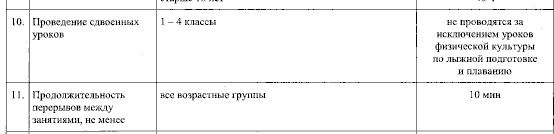 10. Проведение сдвоенных 1 – 4 классы не проводятся за
уроков исключением уроков
физической культуры
по лыжной подготовке
и плаванию
11. Продолжительность все возрастные группы 10 мин
перерывов между
занятиями, не менее